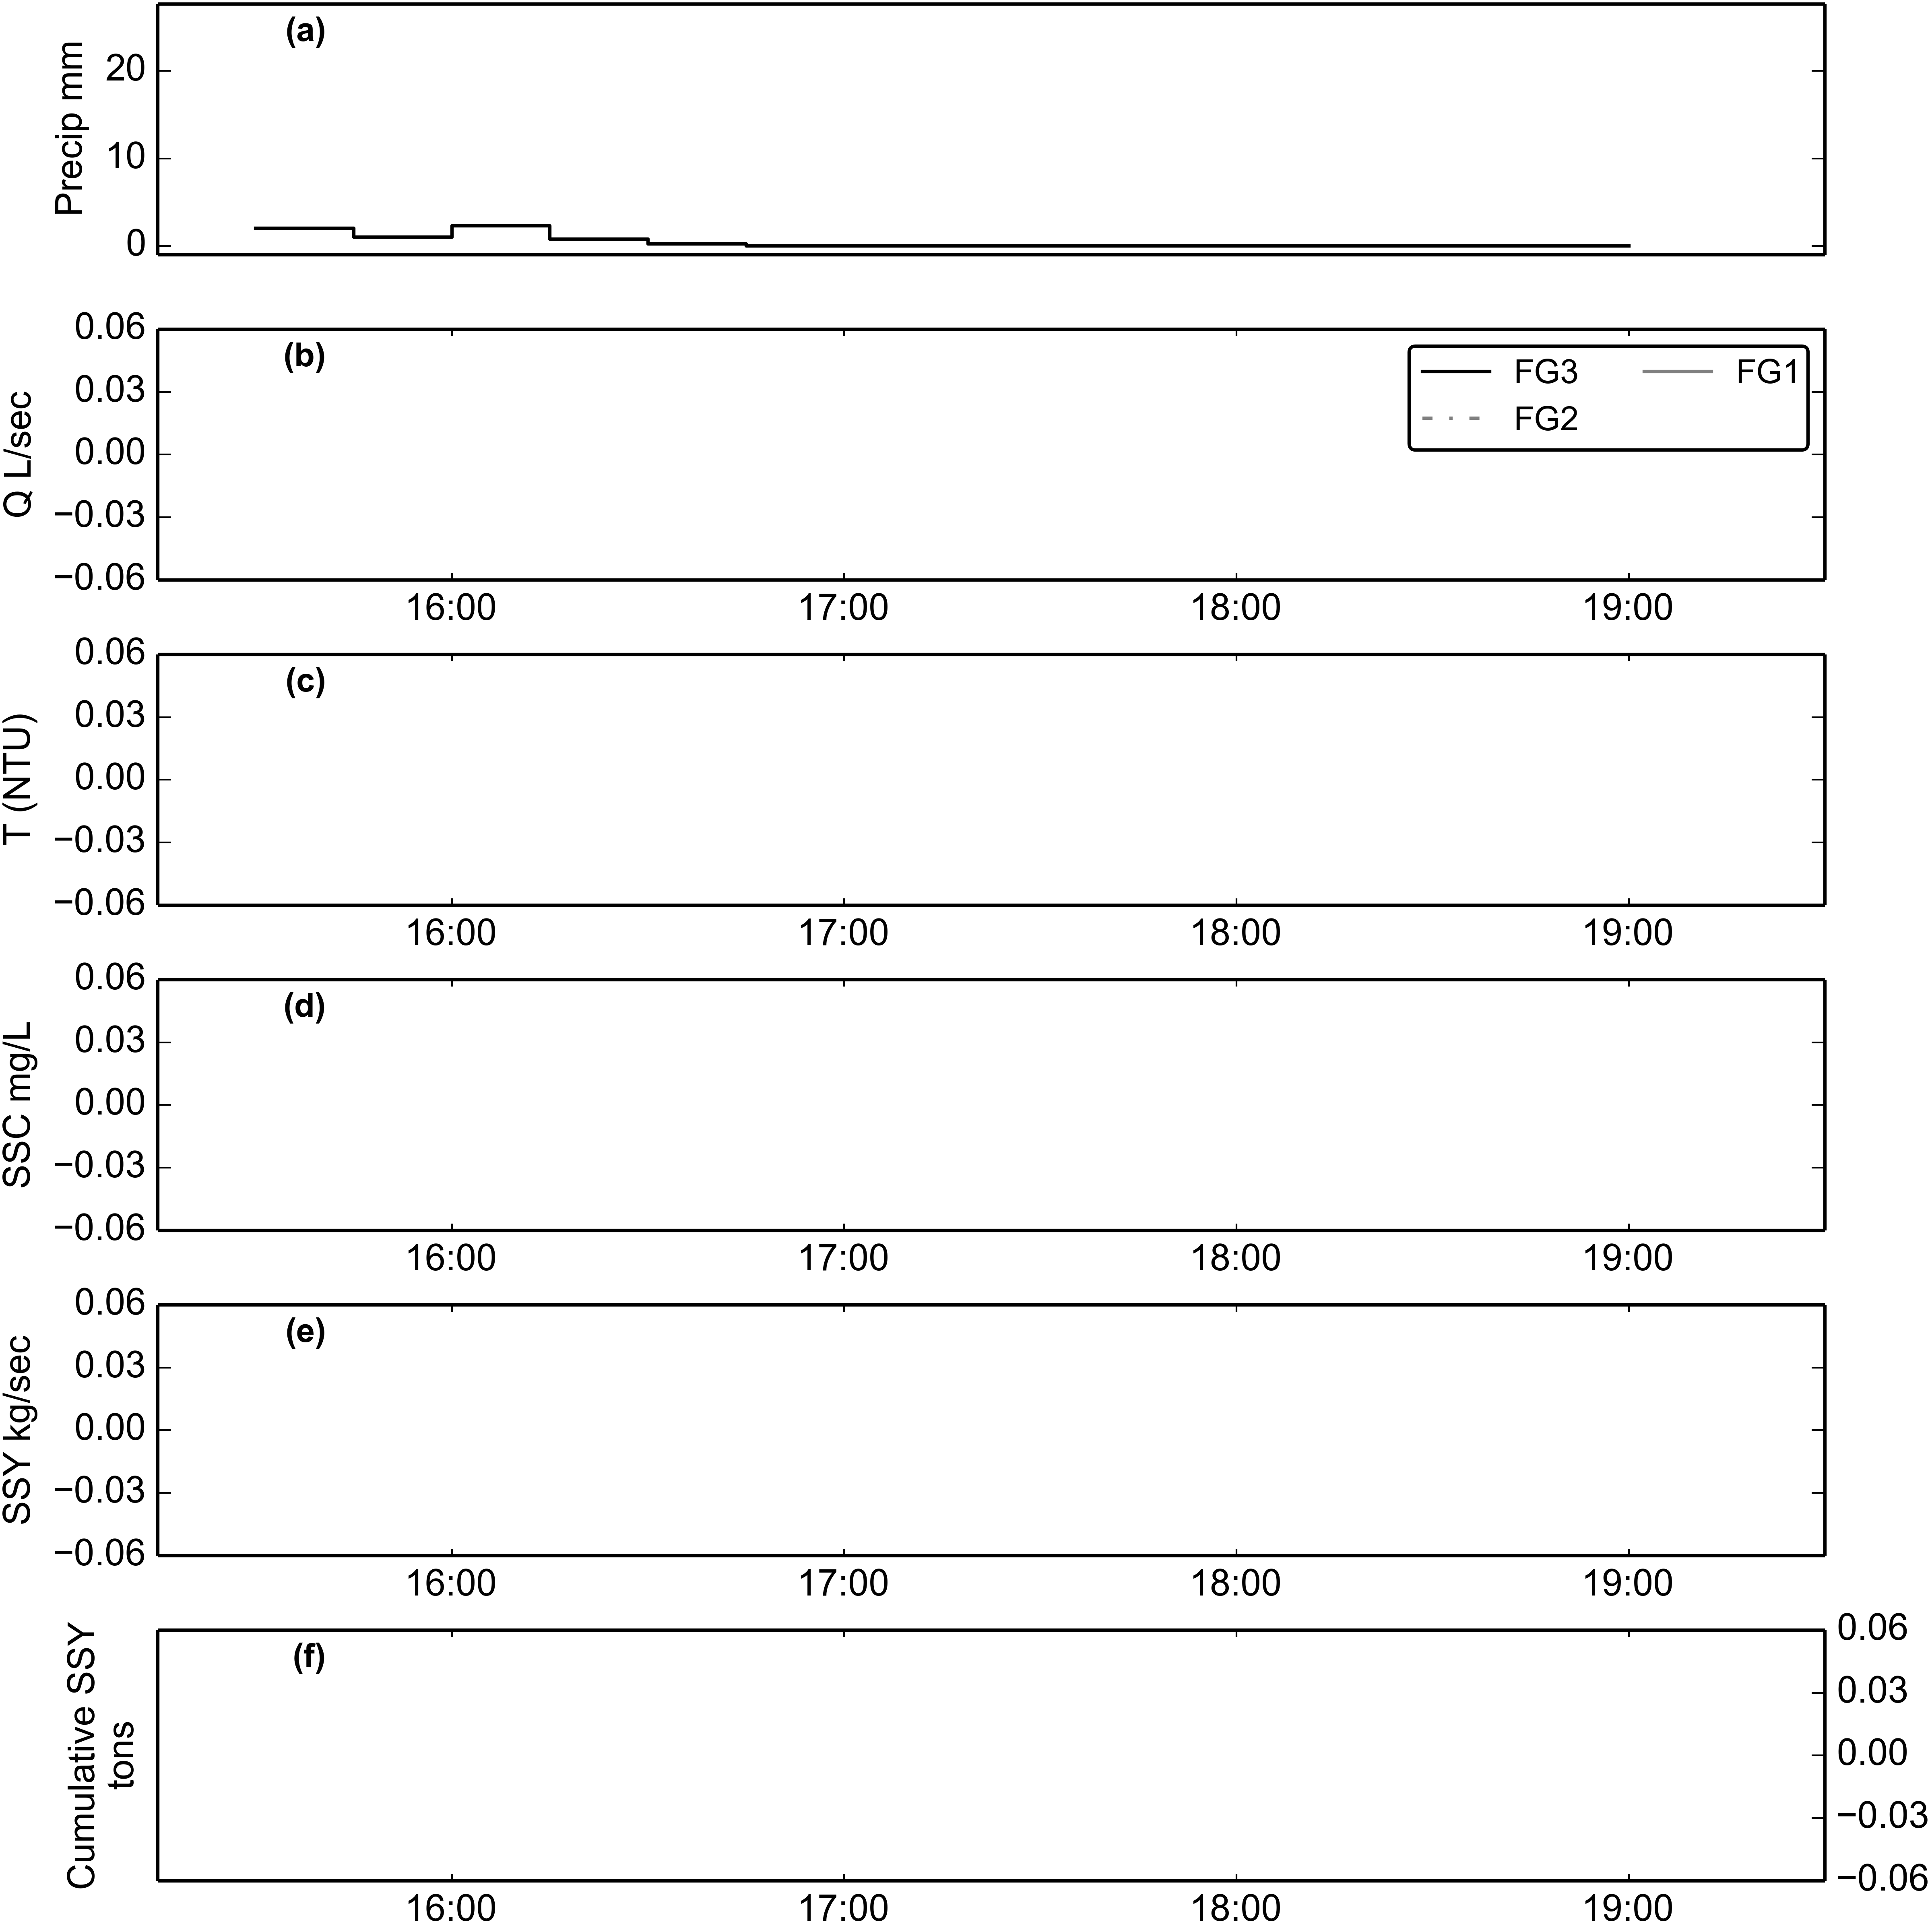 (a)
Precip mm
20
10
0
(b)
Q L/sec
0.06
0.03
0.00
−0.03
−0.06
FG3 FG1
FG2
16:00 17:00 18:00 19:00
(c)
T (NTU)
0.06
0.03
0.00
−0.03
−0.06
16:00 17:00 18:00 19:00
(d)
SSC mg/L
0.06
0.03
0.00
−0.03
−0.06
16:00 17:00 18:00 19:00
(e)
SSY kg/sec
0.06
0.03
0.00
−0.03
−0.06
16:00 17:00 18:00 19:00
(f)
Cumulative SSY
tons
0.06
0.03
0.00
−0.03
−0.06
16:00 17:00 18:00 19:00